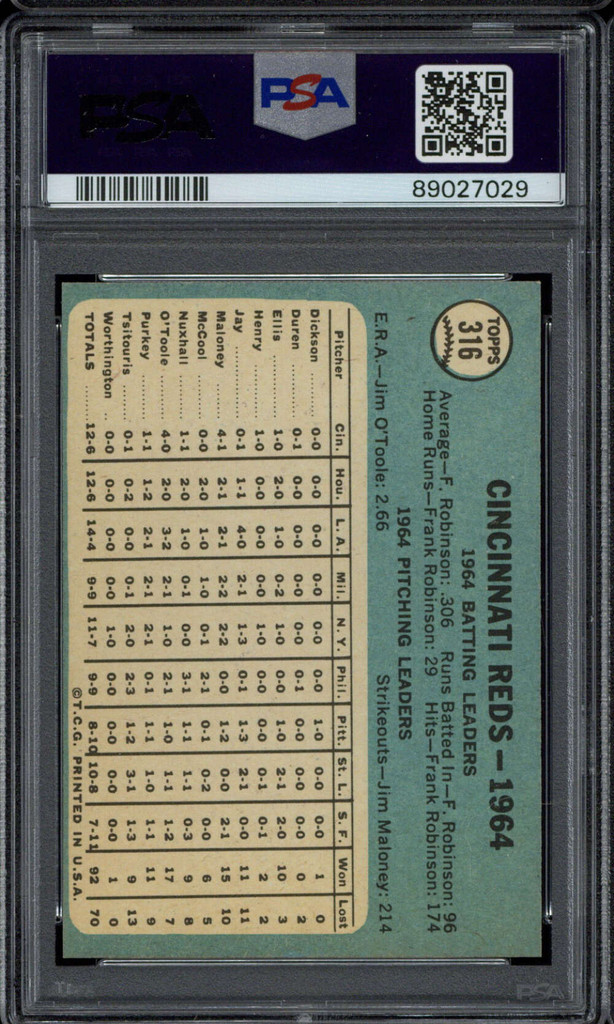 PSA
PSA
89027029
TOPPS
316
CINCINNATI REDS—1964
1964 BATTING LEADERS
Average—F. Robinson: .306 Runs Batted In—F. Robinson: 96
Home Runs—Frank Robinson: 29 Hits—Frank Robinson: 174
1964 PITCHING LEADERS
E.R.A.—Jim O'Toole: 2.66 Strikeouts—Jim Maloney: 214
Pitcher Cin. Hou. L.A. Mil. N.Y. Phil. Pitt. St. L. S. F. Won Lost
Dickson 0-0 0-0 0-0 0-0 0-0 0-0 1-0 0-0 0-0 1 0
Duren 0-1 0-0 0-0 0-0 0-0 0-1 0-0 0-0 0-0 0 2
Ellis 1-0 2-0 1-0 0-2 1-0 0-0 1-0 2-1 2-0 10 3
Henry 1-0 0-0 0-0 0-0 1-0 0-0 0-0 0-1 0-1 2 2
Jay 0-1 1-1 4-0 2-1 1-3 0-1 1-3 2-1 0-0 11 11
Maloney 4-1 2-1 2-1 2-2 2-2 0-0 1-2 0-0 2-1 15 10
McCool 0-0 2-0 1-0 1-0 0-1 2-1 0-1 0-2 0-0 6 5
Nuxhall 1-1 2-0 1-0 0-1 0-0 3-1 1-1 1-1 0-3 9 8
O'Toole 4-0 2-0 3-2 2-1 1-0 2-1 1-0 1-1 1-2 17 7
Purkey 1-1 1-2 2-1 2-1 2-1 0-1 1-1 1-0 1-1 11 9
Tsitouris 0-1 0-2 0-0 0-1 2-0 2-3 1-2 3-1 1-3 9 13
Worthington 0-0 0-0 0-0 0-0 1-0 0-0 0-0 0-0 0-0 1 0
TOTALS 12-6 12-6 14-4 9-9 11-7 9-9 8-10 10-8 7-11 92 70
©T.C.G. PRINTED IN U.S.A.
PSA